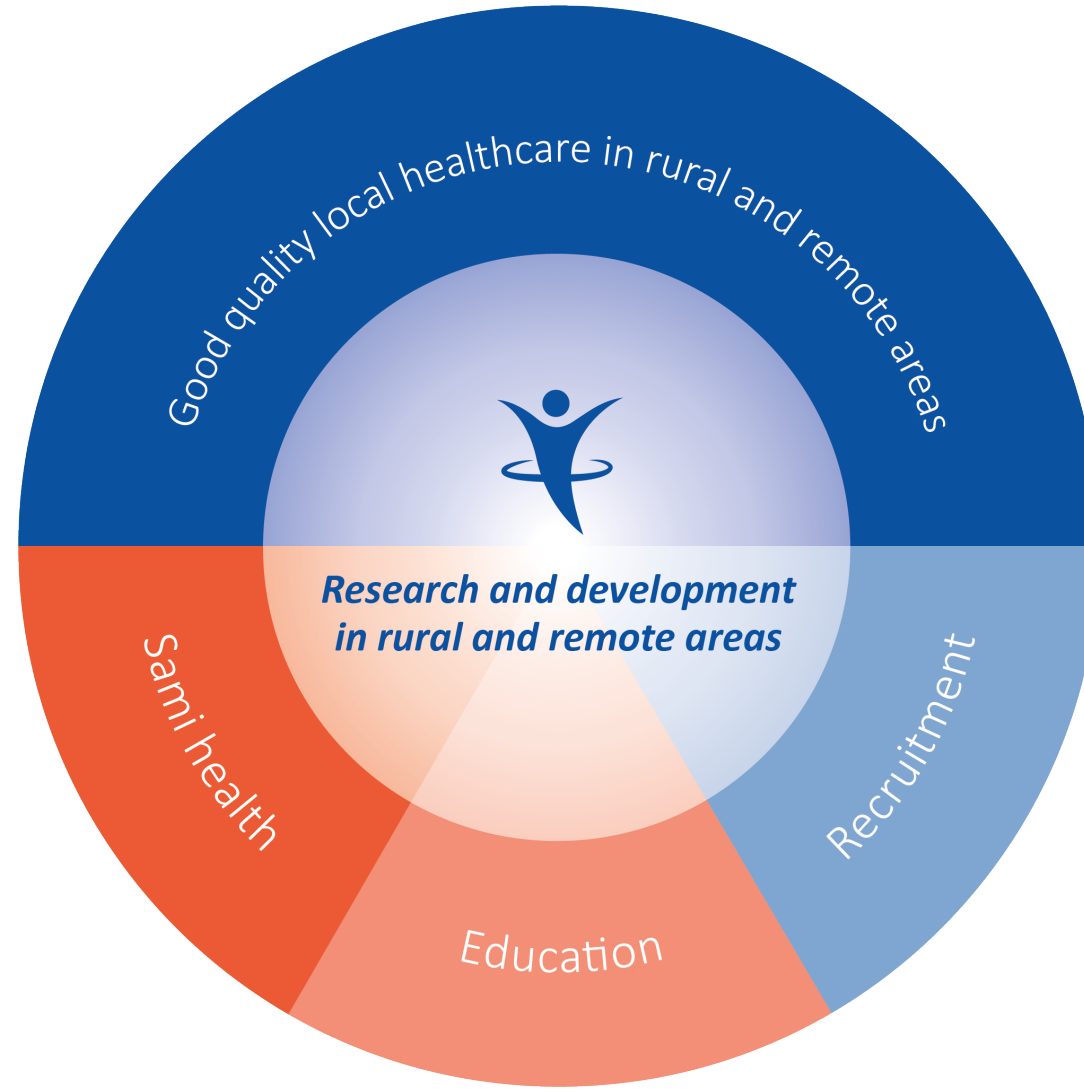 Good quality local healthcare in rural and remote areas
Research and development
in rural and remote areas
Sami health
Education
Recruitment